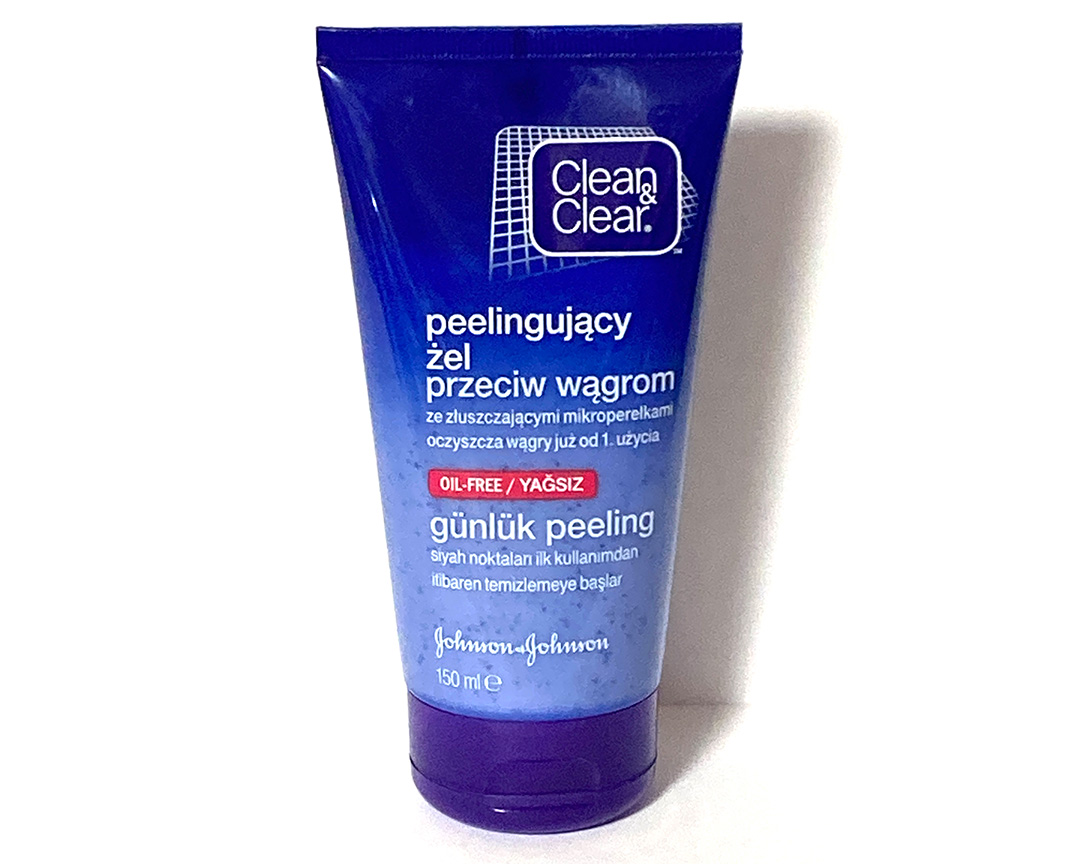 Clean
&
Clear®
SM
peelingujący
żel
przeciw wągrom
ze złuszczającymi mikroperełkami
oczyszcza wągry już od 1. użycia
OIL-FREE / YAĞSIZ
günlük peeling
siyah noktaları ilk kullanımdan
itibaren temizlemeye başlar
Johnson & Johnson
150 ml ℮